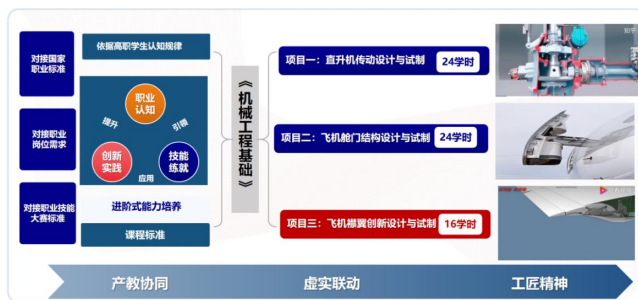 对接国家
职业标准
对接职业
岗位需求
对接职业技能
大赛标准
依据高职学生认知规律
职业
认知
提升
引领
创新
实践
技能
练就
应用
进阶式能力培养
课程标准
《机械工程基础》
项目一：直升机传动设计与试制
24学时
项目二：飞机舱门结构设计与试制
24学时
项目三：飞机襟翼创新设计与试制
16学时
知乎
产教协同
虚实联动
工匠精神